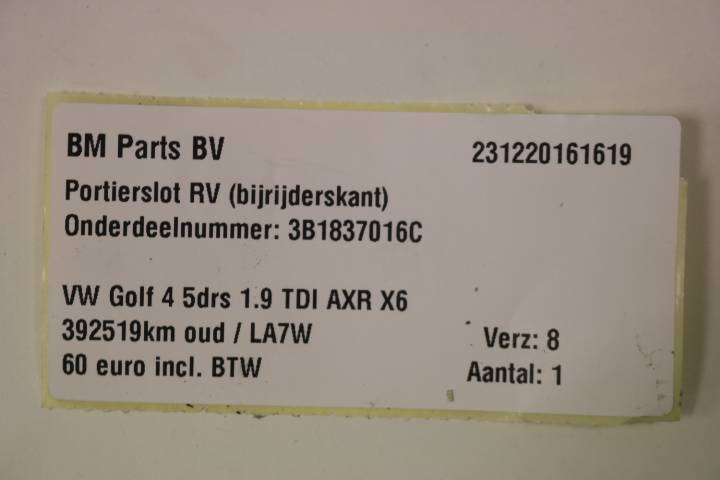 BM Parts BV 231220161619
Portierslot RV (bijrijderskant)
Onderdeelnummer: 3B1837016C
VW Golf 4 5drs 1.9 TDI AXR X6
392519km oud / LA7W Verz: 8
60 euro incl. BTW Aantal: 1